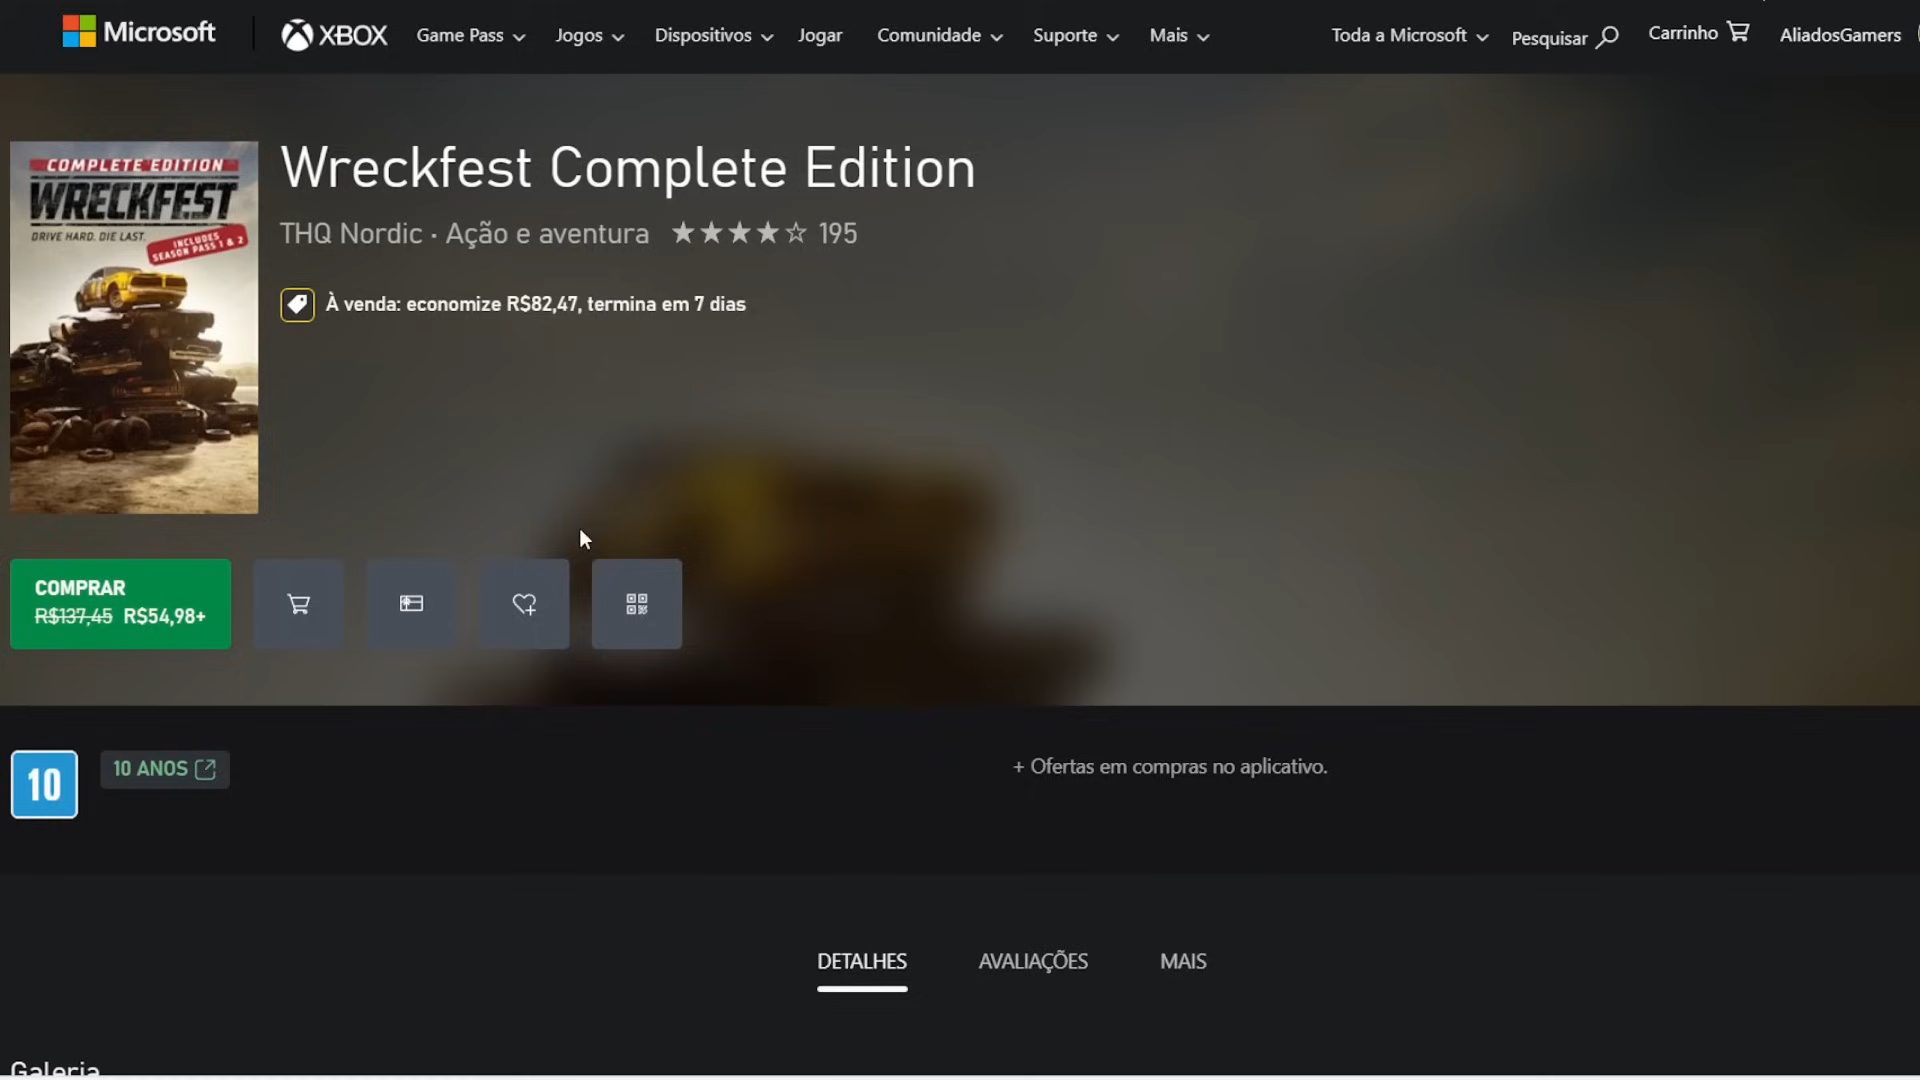 Microsoft
XBOX
Game Pass
Jogos
Dispositivos
Jogar
Comunidade
Suporte
Mais
Toda a Microsoft
Pesquisar
Carrinho
AliadosGamers
COMPLETE EDITION
WRECKFEST
DRIVE HARD. DIE LAST.
INCLUDES
SEASON PASS 1 & 2
Wreckfest Complete Edition
THQ Nordic · Ação e aventura ★★★★☆ 195
À venda: economize R$82,47, termina em 7 dias
COMPRAR
R$137,45 R$54,98+
10
10 ANOS
+ Ofertas em compras no aplicativo.
DETALHES
AVALIAÇÕES
MAIS
Galeria